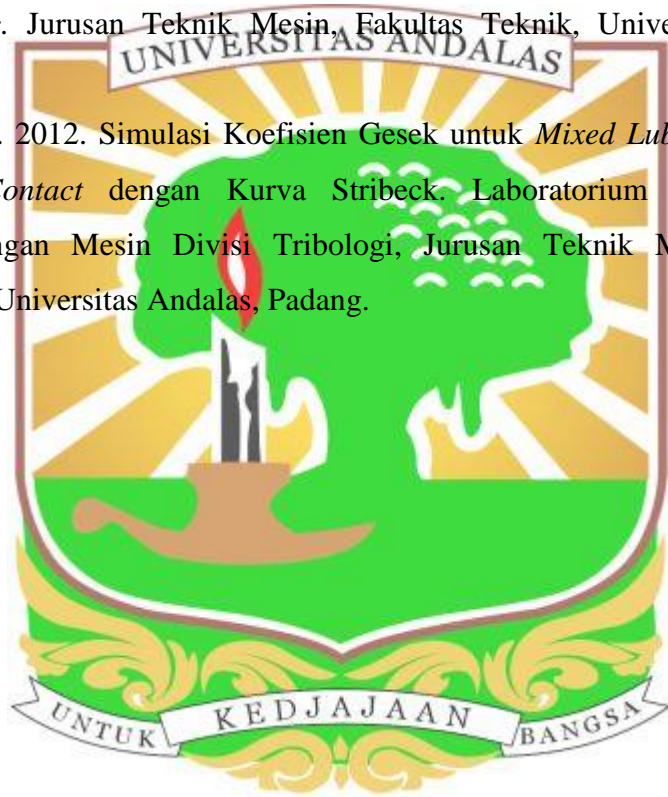 . Jurusan Teknik Mesin, Fakultas Teknik, Unive
UNIVERSITAS ANDALAS
. 2012. Simulasi Koefisien Gesek untuk Mixed Lub
Contact dengan Kurva Stribeck. Laboratorium
ngan Mesin Divisi Tribologi, Jurusan Teknik M
Universitas Andalas, Padang.
UNTUK KEDJAJAAN BANGSA